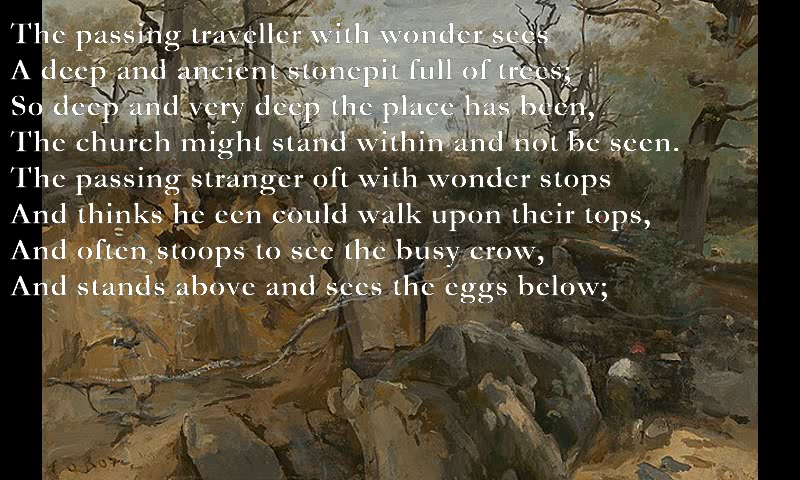 The passing traveller with wonder sees
A deep and ancient stonepit full of trees;
So deep and very deep the place has been,
The church might stand within and not be seen.
The passing stranger oft with wonder stops
And thinks he een could walk upon their tops,
And often stoops to see the busy crow,
And stands above and sees the eggs below;